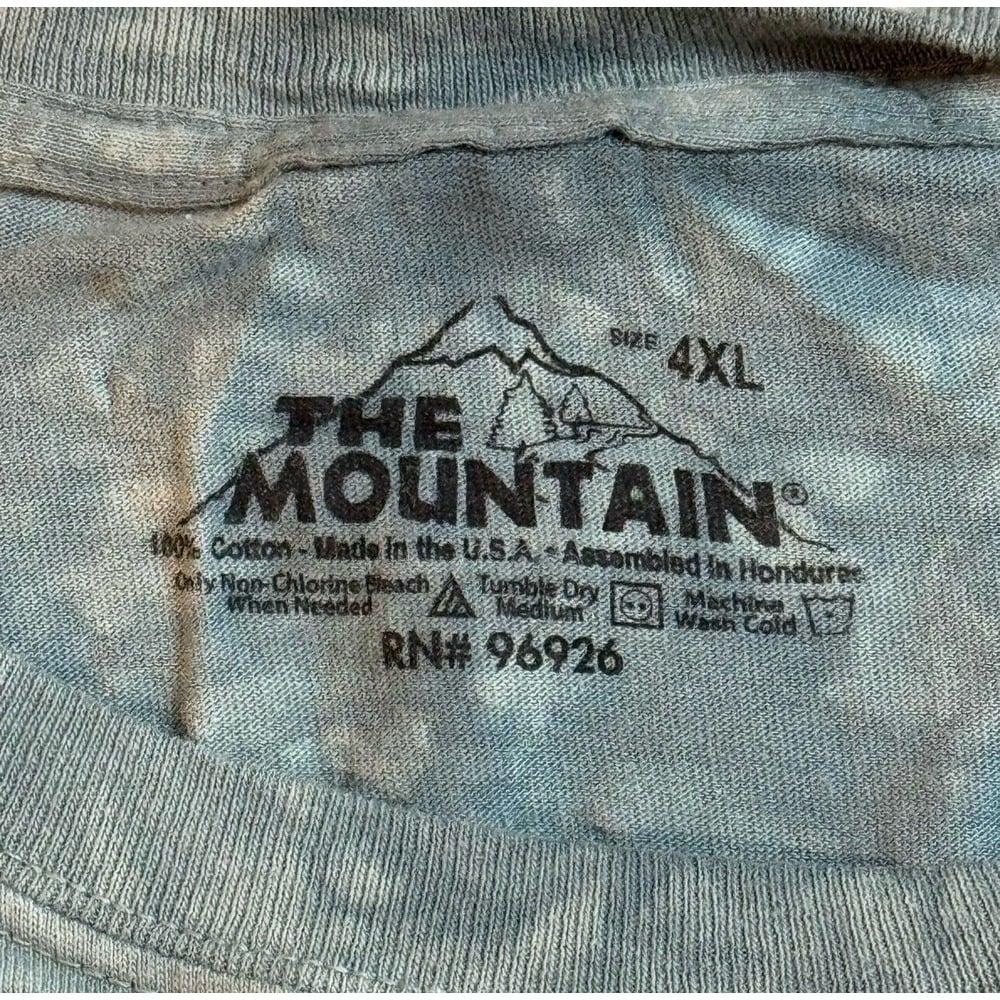 SIZE 4XL
THE
MOUNTAIN®
100% Cotton - Made in the U.S.A. - Assembled in Honduras
Only Non-Chlorine Bleach
When Needed
Tumble Dry
Medium
Machine
Wash Cold
RN# 96926